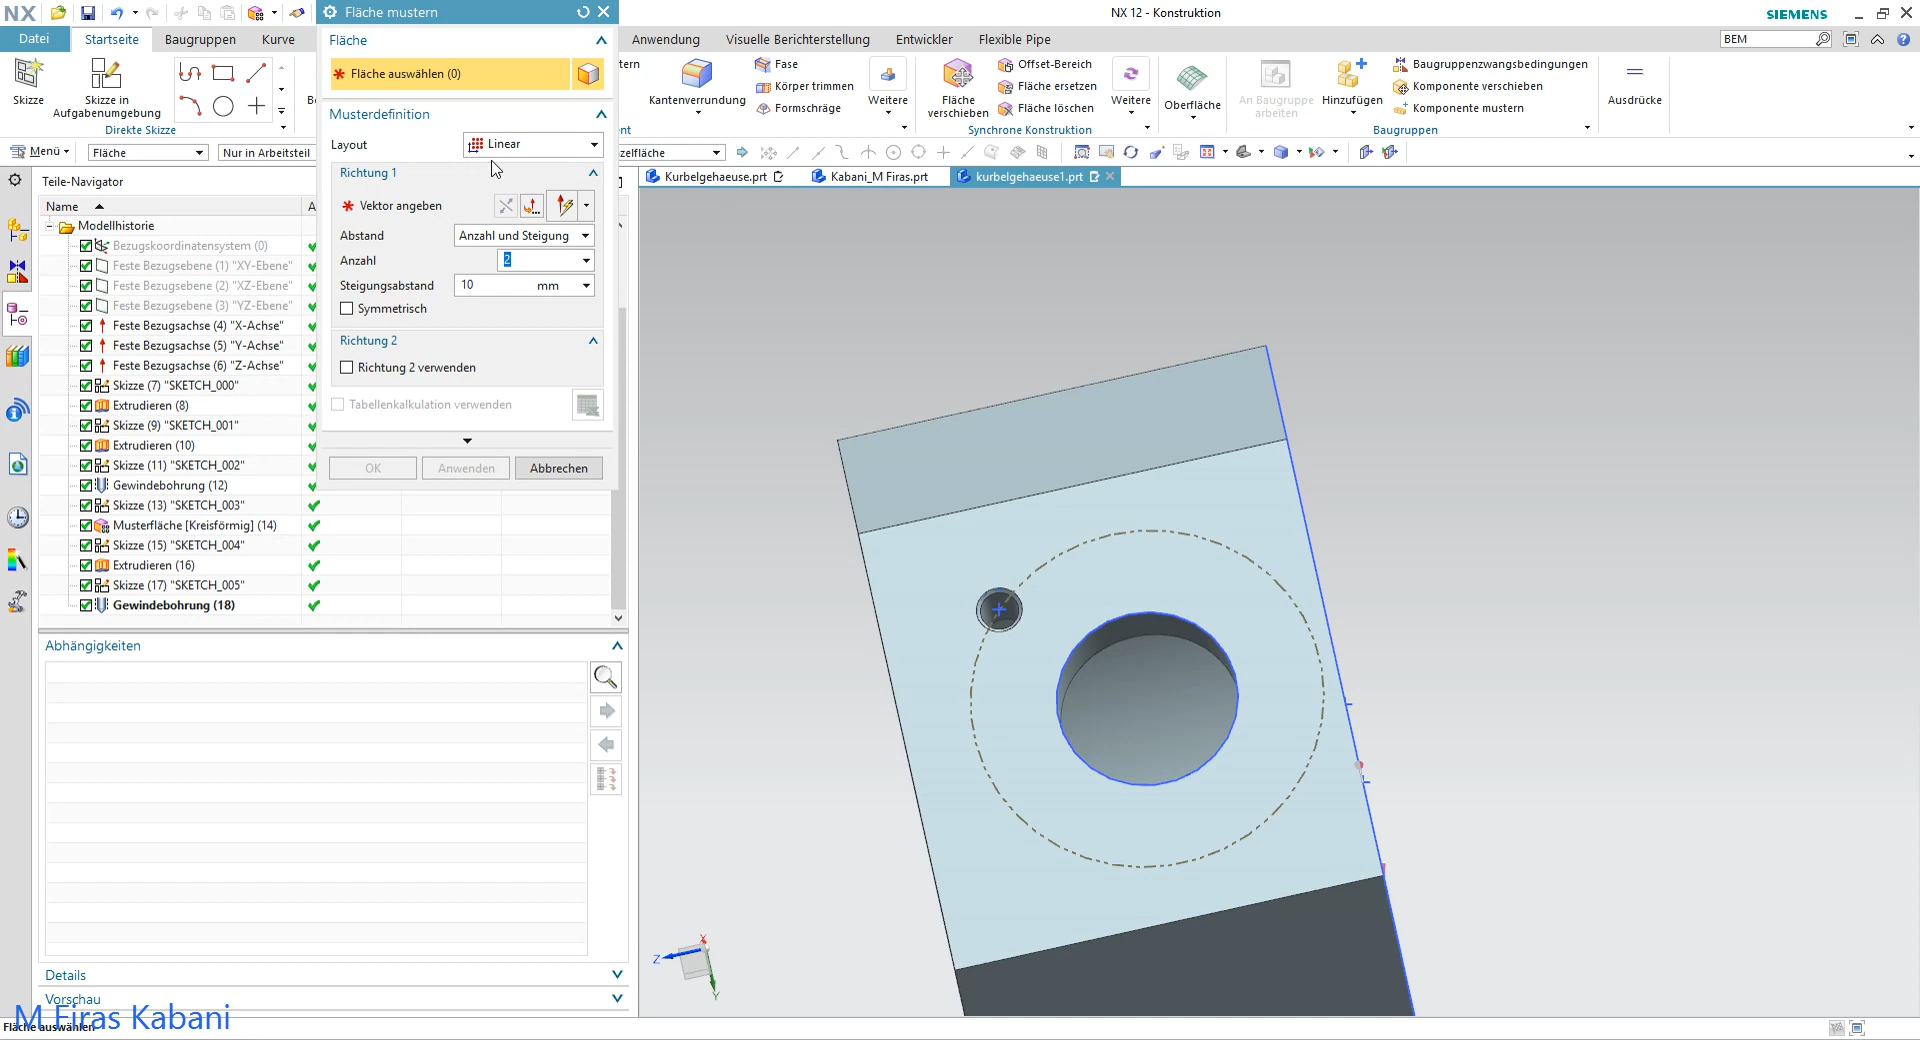 NX
Fläche mustern
NX 12 - Konstruktion
SIEMENS
Datei
Startseite
Baugruppen
Kurve
Anwendung
Visuelle Berichterstellung
Entwickler
Flexible Pipe
BEM
Skizze
Skizze in
Aufgabenumgebung
Direkte Skizze
Fläche
Fläche auswählen (0)
Kantenverrundung
Fase
Körper trimmen
Formschräge
Weitere
Fläche
verschieben
Offset-Bereich
Fläche ersetzen
Fläche löschen
Synchrone Konstruktion
Weitere
Oberfläche
An Baugruppe
arbeiten
Hinzufügen
Baugruppenzwangsbedingungen
Komponente verschieben
Komponente mustern
Baugruppen
Ausdrücke
Menü
Fläche
Nur in Arbeitsteil
zelfläche
Musterdefinition
Layout
Linear
Richtung 1
Vektor angeben
Abstand
Anzahl und Steigung
Anzahl
2
Steigungsabstand
10
mm
Symmetrisch
Richtung 2
Richtung 2 verwenden
Tabellenkalkulation verwenden
OK
Anwenden
Abbrechen
Kurbelgehaeuse.prt
Kabani_M Firas.prt
kurbelgehaeuse1.prt
Teile-Navigator
Name
A
Modellhistorie
Bezugskoordinatensystem (0)
Feste Bezugsebene (1) "XY-Ebene"
Feste Bezugsebene (2) "XZ-Ebene"
Feste Bezugsebene (3) "YZ-Ebene"
Feste Bezugsachse (4) "X-Achse"
Feste Bezugsachse (5) "Y-Achse"
Feste Bezugsachse (6) "Z-Achse"
Skizze (7) "SKETCH_000"
Extrudieren (8)
Skizze (9) "SKETCH_001"
Extrudieren (10)
Skizze (11) "SKETCH_002"
Gewindebohrung (12)
Skizze (13) "SKETCH_003"
Musterfläche [Kreisförmig] (14)
Skizze (15) "SKETCH_004"
Extrudieren (16)
Skizze (17) "SKETCH_005"
Gewindebohrung (18)
Abhängigkeiten
Details
Vorschau
M Firas Kabani
Fläche auswählen
X
Z
Y